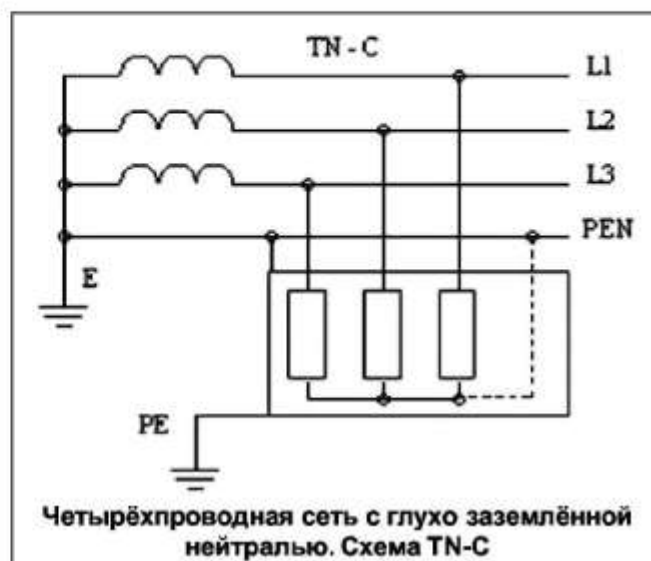 TN - C
L1
L2
L3
PEN
E
PE
Четырёхпроводная сеть с глухо заземлённой
нейтралью. Схема TN-C